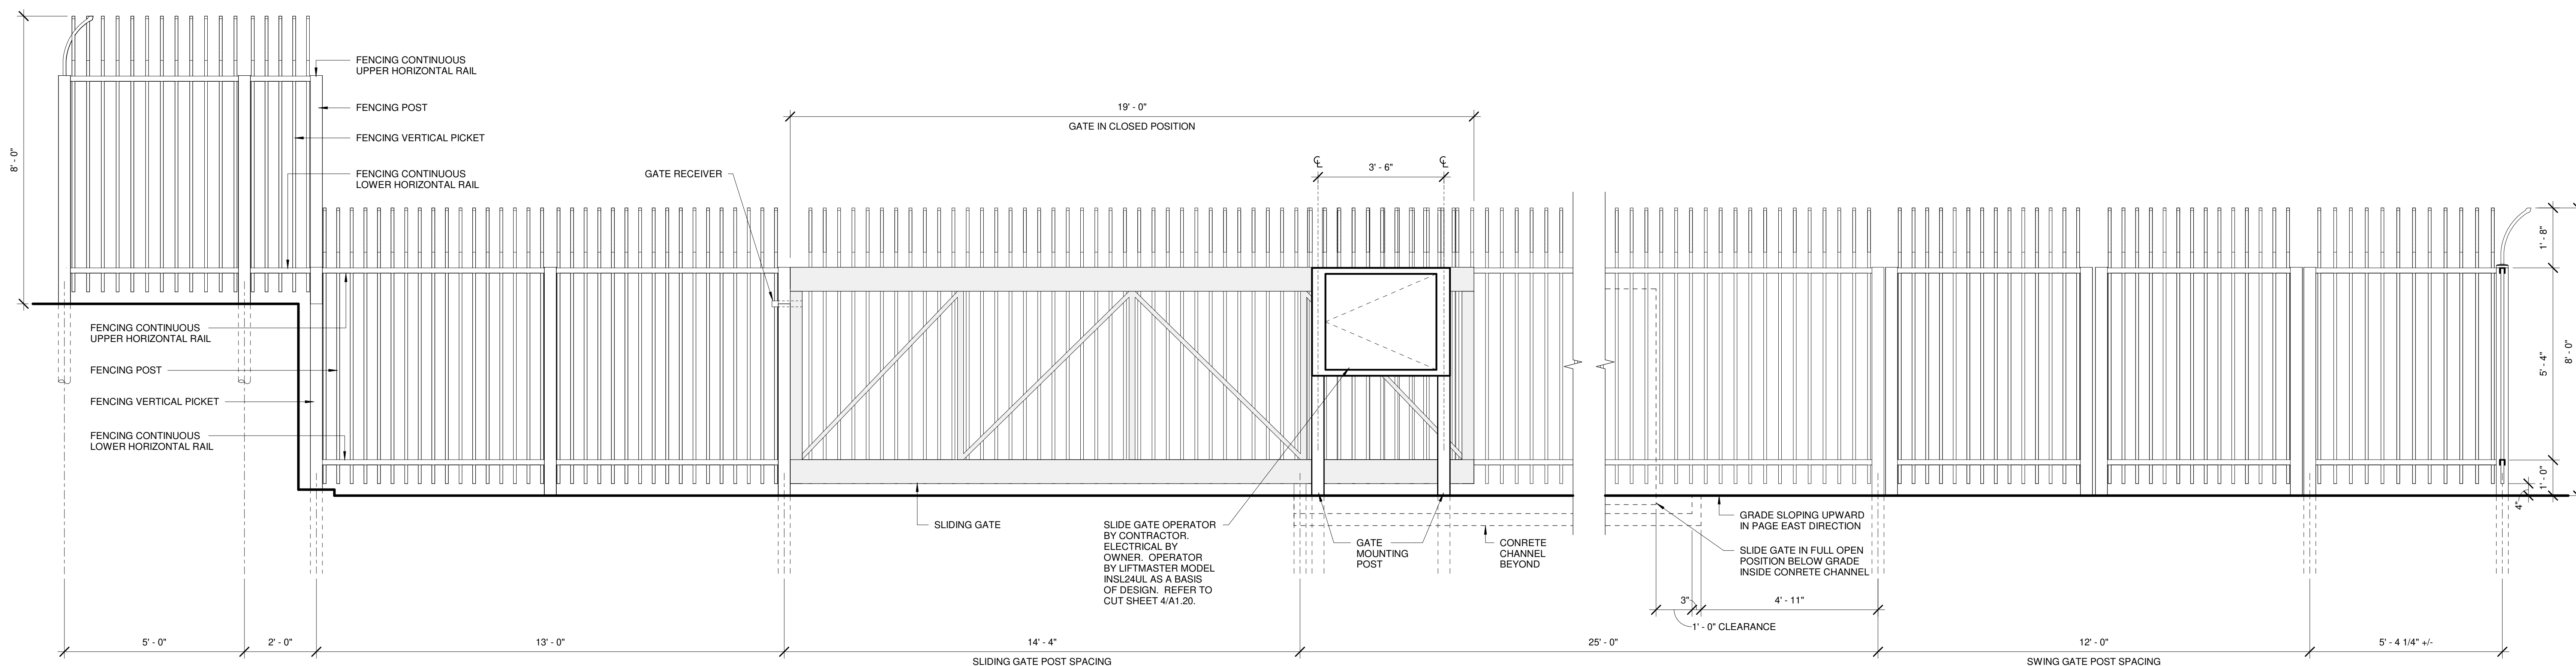 8' - 0"
FENCING CONTINUOUS
UPPER HORIZONTAL RAIL
FENCING POST
FENCING VERTICAL PICKET
FENCING CONTINUOUS
LOWER HORIZONTAL RAIL
FENCING CONTINUOUS
UPPER HORIZONTAL RAIL
FENCING POST
FENCING VERTICAL PICKET
FENCING CONTINUOUS
LOWER HORIZONTAL RAIL
GATE RECEIVER
19' - 0"
GATE IN CLOSED POSITION
3' - 6"
SLIDING GATE
SLIDE GATE OPERATOR
BY CONTRACTOR.
ELECTRICAL BY
OWNER. OPERATOR
BY LIFTMASTER MODEL
INSL24UL AS A BASIS
OF DESIGN. REFER TO
CUT SHEET 4/A1.20.
GATE
MOUNTING
POST
CONRETE
CHANNEL
BEYOND
GRADE SLOPING UPWARD
IN PAGE EAST DIRECTION
SLIDE GATE IN FULL OPEN
POSITION BELOW GRADE
INSIDE CONRETE CHANNEL
1' - 8"
5' - 4"
1' - 0"
4"
8' - 0"
3"
4' - 11"
1' - 0" CLEARANCE
5' - 0"
2' - 0"
13' - 0"
14' - 4"
SLIDING GATE POST SPACING
25' - 0"
12' - 0"
SWING GATE POST SPACING
5' - 4 1/4" +/-